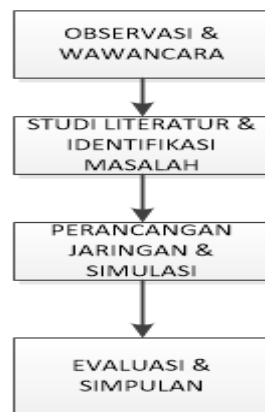 OBSERVASI &
WAWANCARA
STUDI LITERATUR &
IDENTIFIKASI
MASALAH
PERANCANGAN
JARINGAN &
SIMULASI
EVALUASI &
SIMPULAN